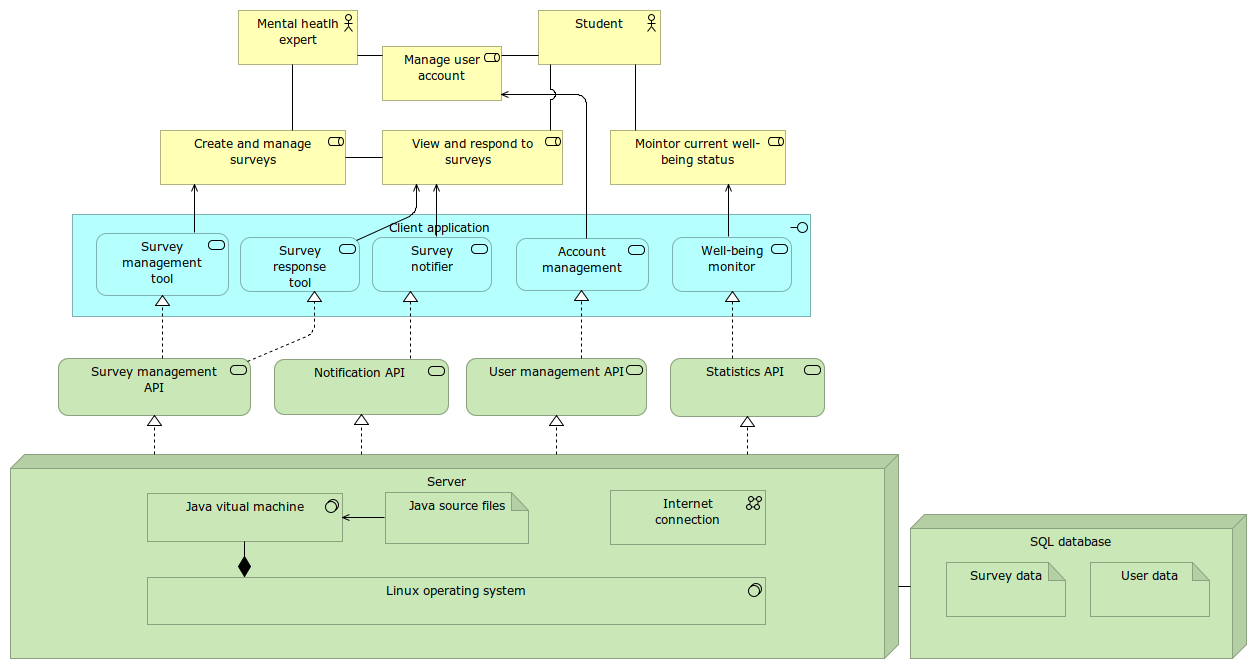 Mental heatlh
expert
Student
Manage user
account
Create and manage
surveys
View and respond to
surveys
Mointor current well-
being status
Client application
Survey
management
tool
Survey
response
tool
Survey
notifier
Account
management
Well-being
monitor
Survey management
API
Notification API
User management API
Statistics API
Server
Java vitual machine
Java source files
Internet
connection
Linux operating system
SQL database
Survey data
User data